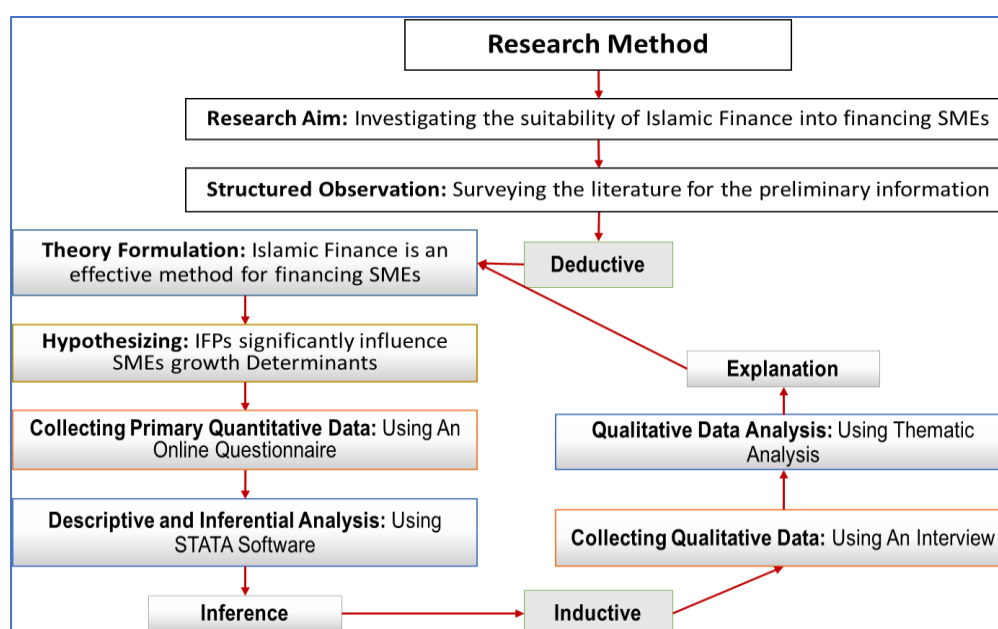 Research Method
Research Aim: Investigating the suitability of Islamic Finance into financing SMEs
Structured Observation: Surveying the literature for the preliminary information
Deductive
Theory Formulation: Islamic Finance is an
effective method for financing SMEs
Hypothesizing: IFPs significantly influence
SMEs growth Determinants
Collecting Primary Quantitative Data: Using An
Online Questionnaire
Descriptive and Inferential Analysis: Using
STATA Software
Inference
Inductive
Collecting Qualitative Data: Using An Interview
Qualitative Data Analysis: Using Thematic
Analysis
Explanation